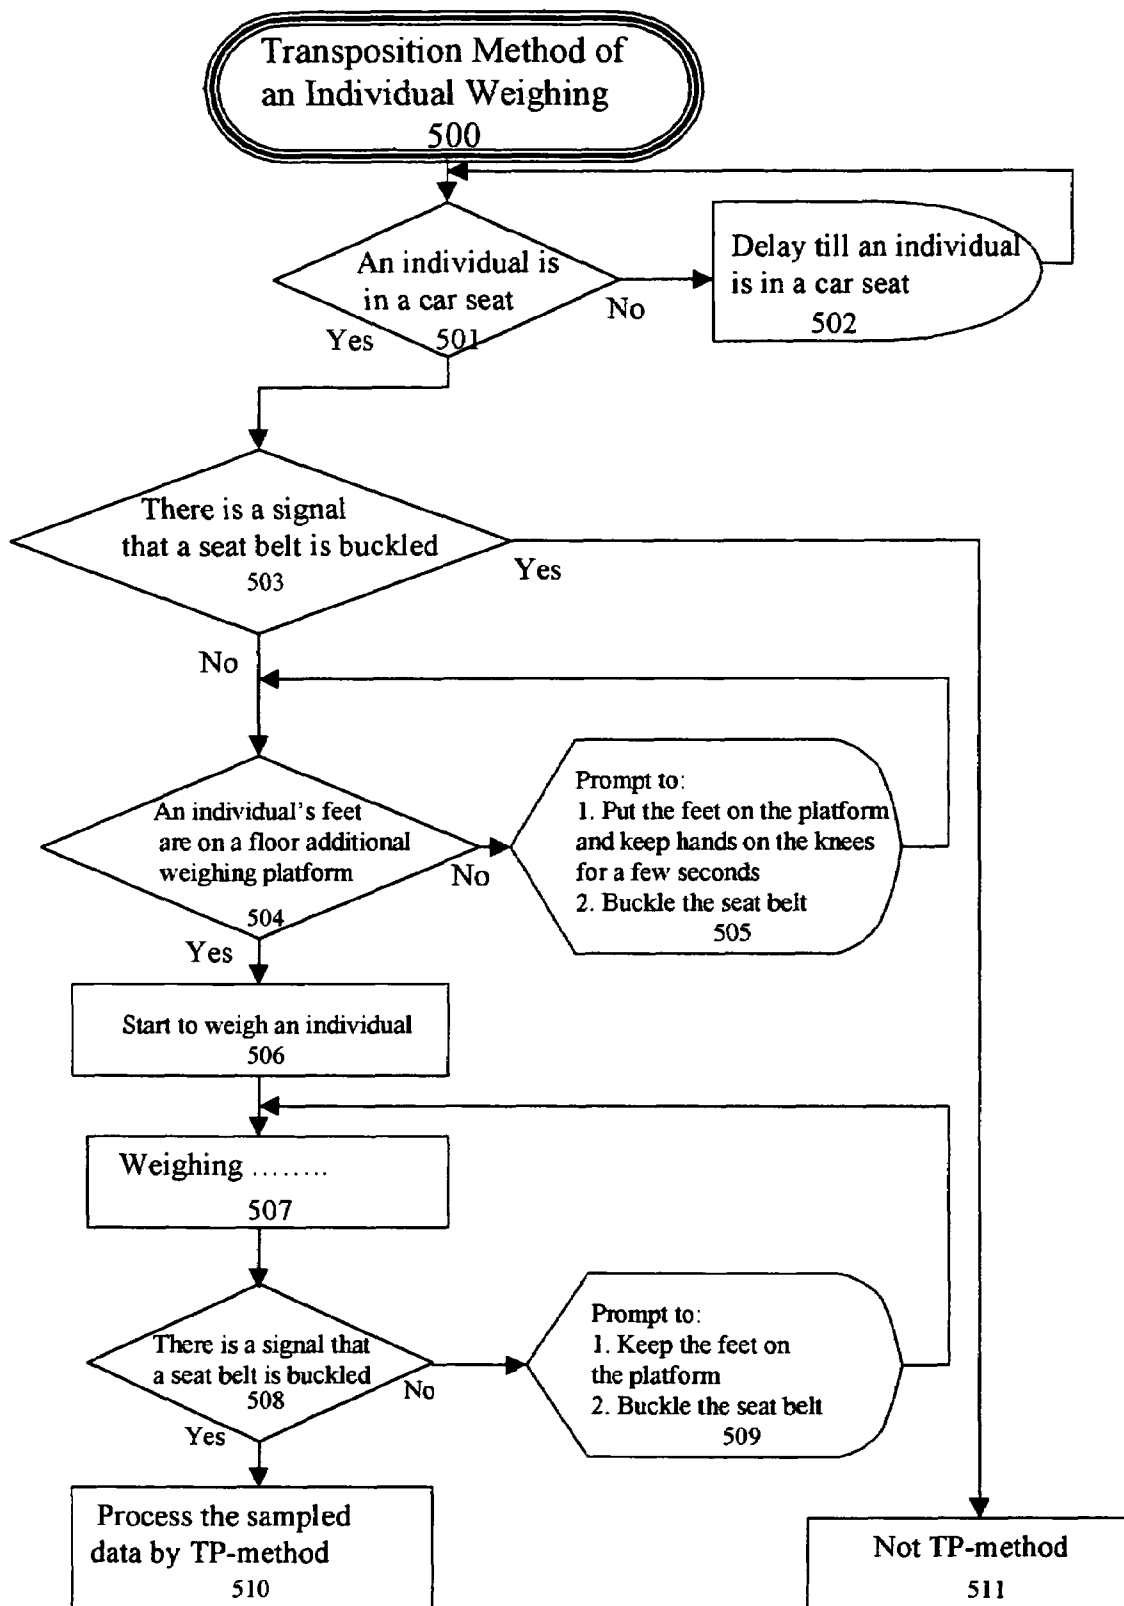 Transposition Method of
an Individual Weighing
500
An individual is
in a car seat
501
Yes
No
Delay till an individual
is in a car seat
502
There is a signal
that a seat belt is buckled
503
Yes
No
An individual's feet
are on a floor additional
weighing platform
504
No
Yes
Prompt to:
1. Put the feet on the platform
and keep hands on the knees
for a few seconds
2. Buckle the seat belt
505
Start to weigh an individual
506
Weighing ........
507
There is a signal that
a seat belt is buckled
508
No
Yes
Prompt to:
1. Keep the feet on
the platform
2. Buckle the seat belt
509
Process the sampled
data by TP-method
510
Not TP-method
511